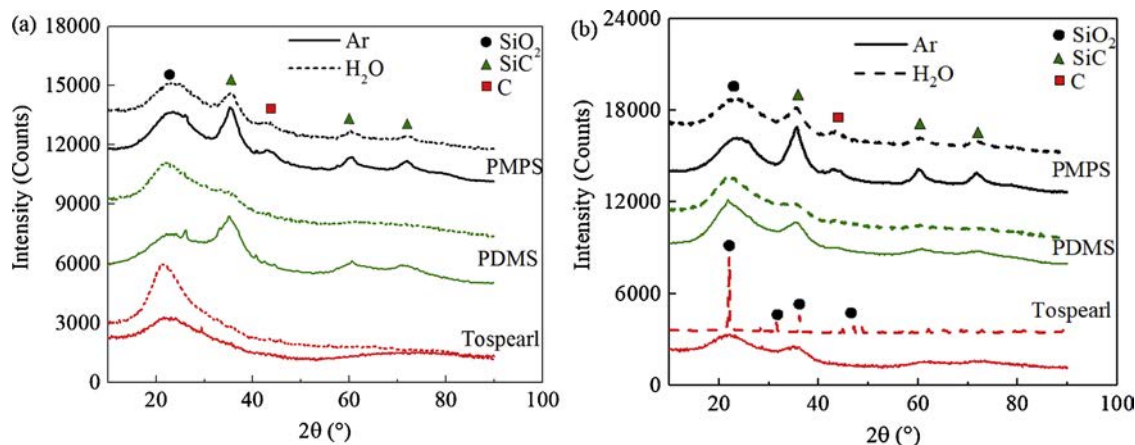 (a)
18000
15000
12000
9000
6000
3000
0
Intensity (Counts)
Ar
H₂O
SiO₂
SiC
C
PMPS
PDMS
Tospearl
20 40 60 80 100
2θ (°)
(b)
24000
18000
12000
6000
0
Intensity (Counts)
Ar
H₂O
SiO₂
SiC
C
PMPS
PDMS
Tospearl
20 40 60 80 100
2θ (°)